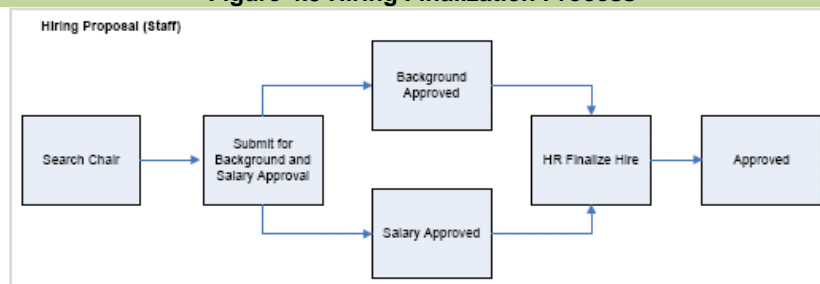 Hiring Proposal (Staff)
Background
Approved
Search Chair
Submit for
Background and
Salary Approval
HR Finalize Hire
Approved
Salary Approved